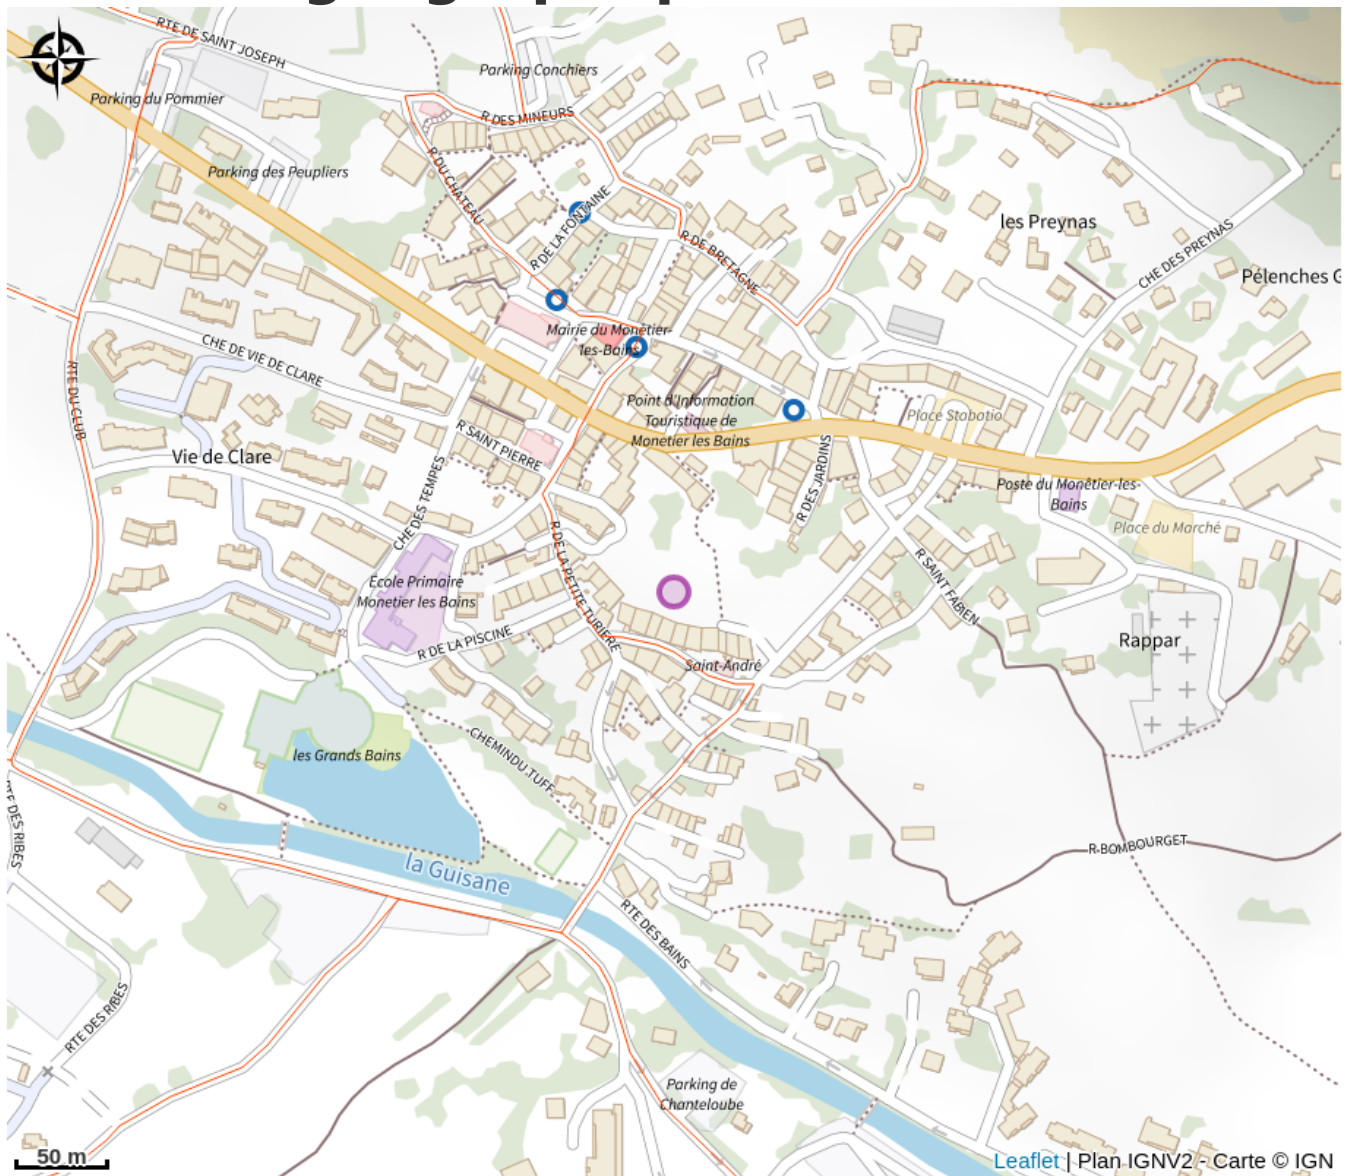 RTE DE SAINT JOSEPH
Parking Conchiers
Parking du Pommier
R DES MINEURS
Parking des Peupliers
R DU CHATEAU
R DE LA FONTAINE
les Preynas
R DE BRETAGNE
CHE DES PREYNAS
Pélenches G
Mairie du Monêtier-
les-Bains
CHE DE VIE DE CLARE
RTE DU CLUB
Point d'Information
Touristique de
Monetier les Bains
Place Stabatio
R SAINT PIERRE
Vie de Clare
CHE DES TEMPES
R DES JARDINS
Poste du Monêtier-les-
Bains
Place du Marché
R DE LA PETITE TURIERE
R SAINT FABIEN
Ecole Primaire
Monetier les Bains
R DE LA PISCINE
Rappar
Saint-André
les Grands Bains
CHEMIN DU TUFF
RTE DES RIBES
R BOMBOURGET
la Guisane
RTE DES BAINS
RTE DES RIBES
Parking de
Chanteloube
50 m
Leaflet | Plan IGNV2 - Carte © IGN